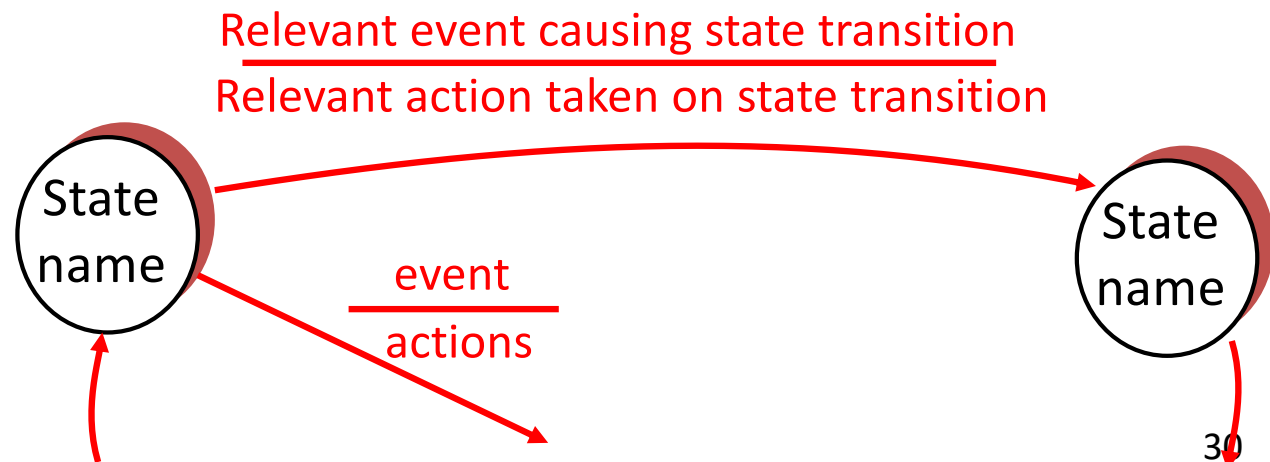 Relevant event causing state transition
Relevant action taken on state transition
State
name
State
name
event
actions
30